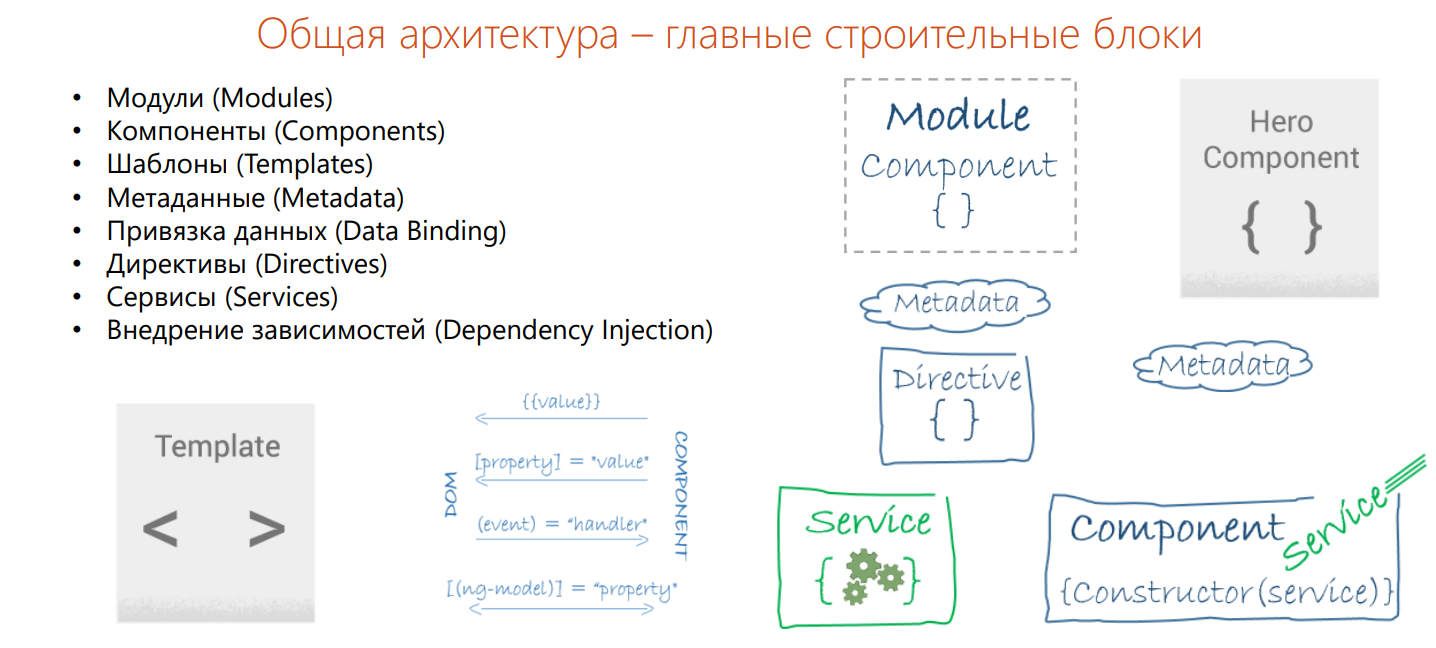 Общая архитектура – главные строительные блоки
• Модули (Modules)
• Компоненты (Components)
• Шаблоны (Templates)
• Метаданные (Metadata)
• Привязка данных (Data Binding)
• Директивы (Directives)
• Сервисы (Services)
• Внедрение зависимостей (Dependency Injection)
Module
Component
{ }
Hero
Component
{ }
Metadata
Directive
{ }
Metadata
Template
< >
DOM
{{value}}
[property] = "value"
(event) = "handler"
[(ng-model)] = "property"
COMPONENT
Service
{ }
Component
Service
{Constructor(service)}